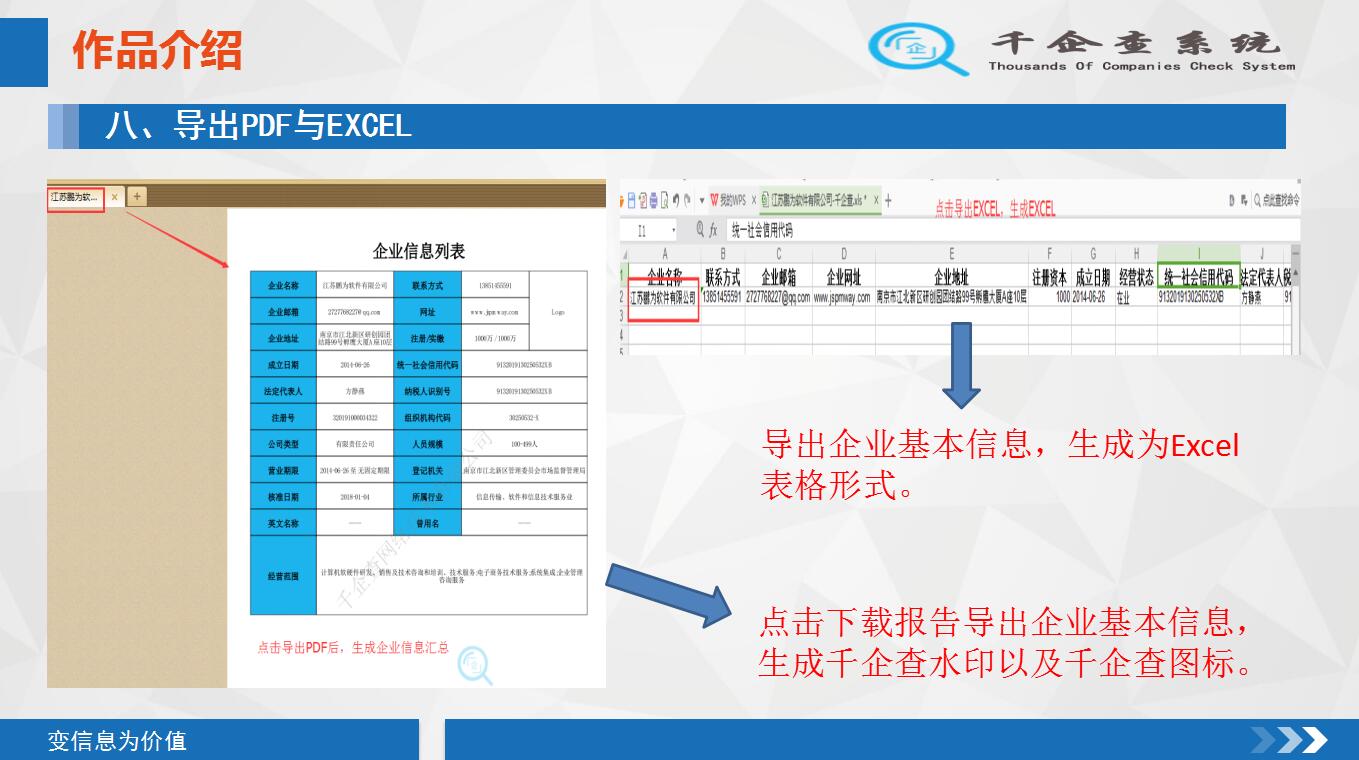 作品介绍
千企查系统
Thousands Of Companies Check System
八、导出PDF与EXCEL
江苏鹏为软...
企业信息列表
企业名称 江苏鹏为软件有限公司 联系方式 13851455591 Logo
企业邮箱 2727768227@qq.com 网址 www.jspmway.com
企业地址 南京市江北新区研创园团结路99号孵鹰大厦A座10层 注册/实缴 1000万/1000万
成立日期 2014-06-26 统一社会信用代码 9132019130250532XB
法定代表人 方静燕 纳税人识别号 9132019130250532XB
注册号 320191000034322 组织机构代码 30250532-X
公司类型 有限责任公司 人员规模 100-499人
营业期限 2014-06-26 至 无固定期限 登记机关 南京市江北新区管理委员会市场监督管理局
核准日期 2018-01-04 所属行业 信息传输、软件和信息技术服务业
英文名称 —— 曾用名 ——
经营范围 计算机软硬件研发、销售及技术咨询和培训、技术服务;电子商务技术服务;系统集成;企业管理
咨询服务
点击导出PDF后，生成企业信息汇总
我的WPS 江苏鹏为软件有限公司-千企查.xls * 点此查找命令
点击导出EXCEL，生成EXCEL
I1 fx 统一社会信用代码
A B C D E F G H I J
1 企业名称 联系方式 企业邮箱 企业网址 企业地址 注册资本 成立日期 经营状态 统一社会信用代码 法定代表人 税
2 江苏鹏为软件有限公司 13851455591 2727768227@qq.com www.jspmway.com 南京市江北新区研创园团结路99号孵鹰大厦A座10层 1000 2014-06-26 在业 9132019130250532XB 方静燕 91
3
4
5
导出企业基本信息，生成为Excel
表格形式。
点击下载报告导出企业基本信息，
生成千企查水印以及千企查图标。
变信息为价值